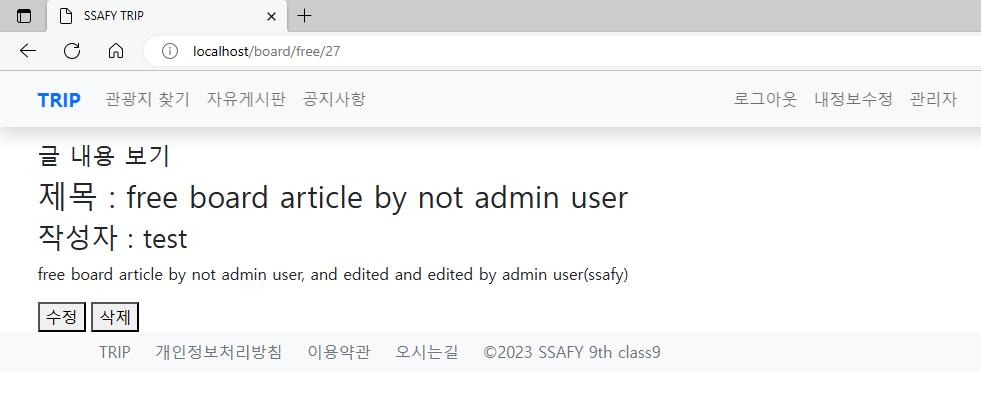 SSAFY TRIP
localhost/board/free/27
TRIP 관광지 찾기 자유게시판 공지사항 로그아웃 내정보수정 관리자
글 내용 보기
제목 : free board article by not admin user
작성자 : test
free board article by not admin user, and edited and edited by admin user(ssafy)
수정 삭제
TRIP 개인정보처리방침 이용약관 오시는길 ©2023 SSAFY 9th class9